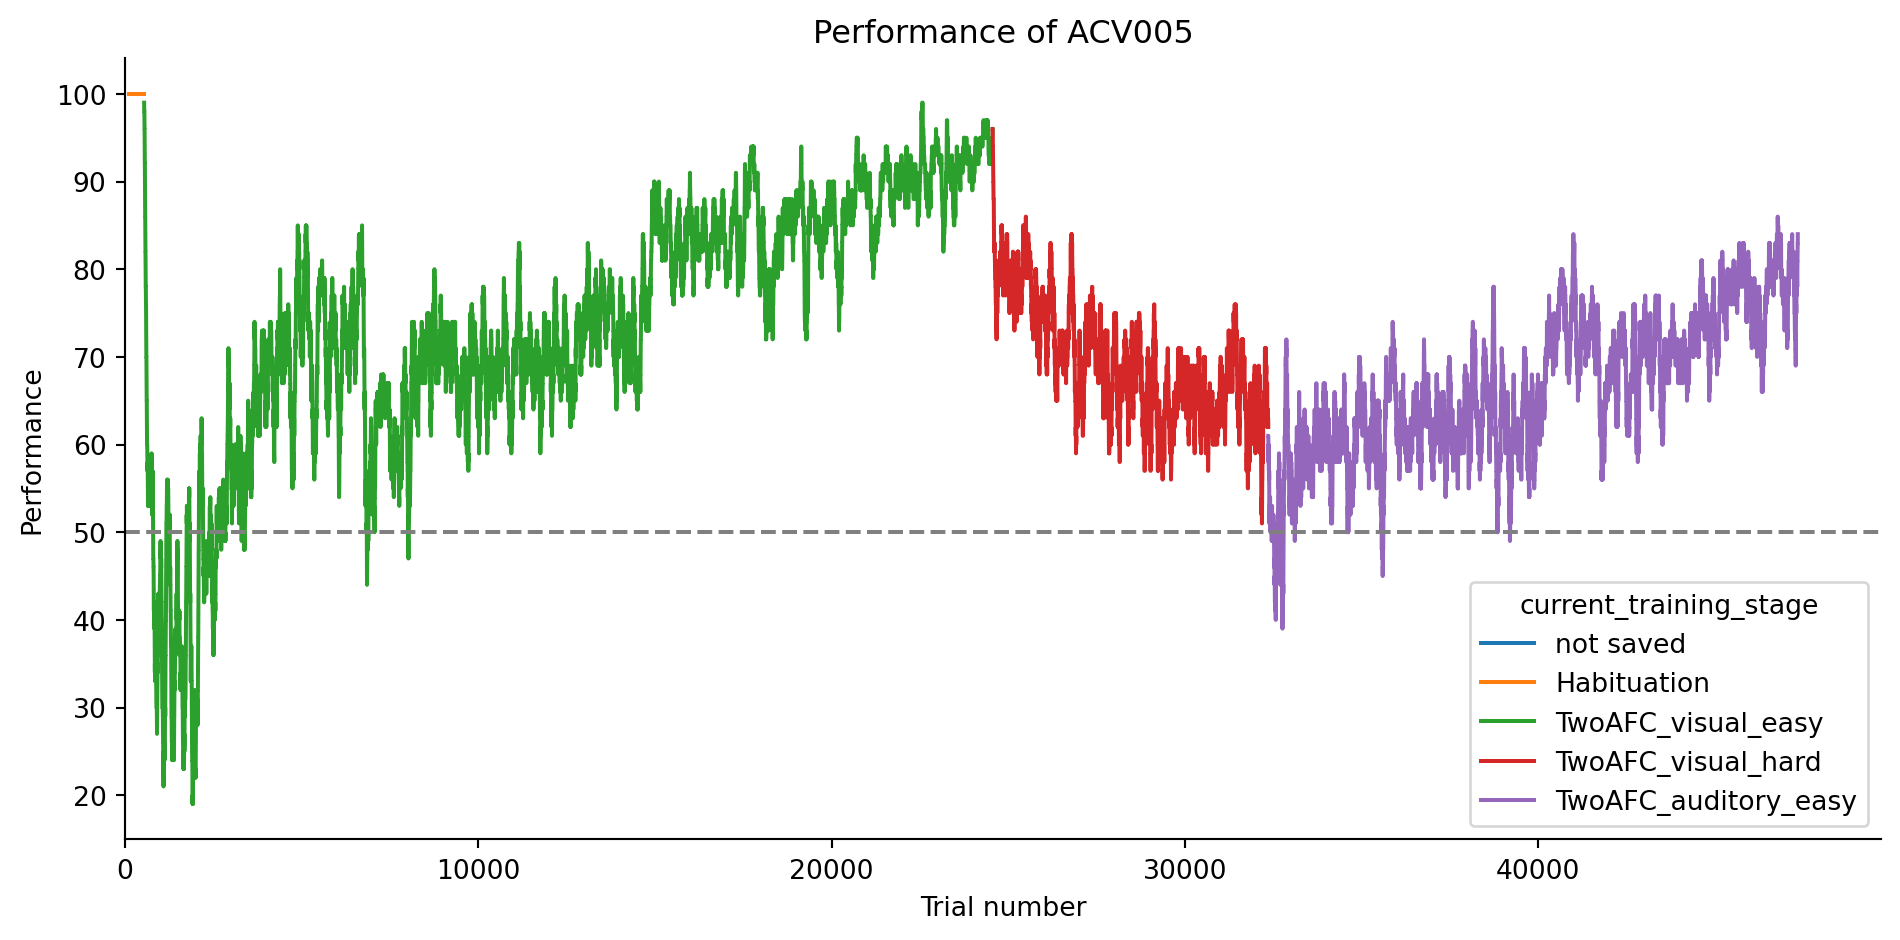 Performance of ACV005
Performance
100
90
80
70
60
50
40
30
20
0
10000
20000
30000
40000
Trial number
current_training_stage
not saved
Habituation
TwoAFC_visual_easy
TwoAFC_visual_hard
TwoAFC_auditory_easy